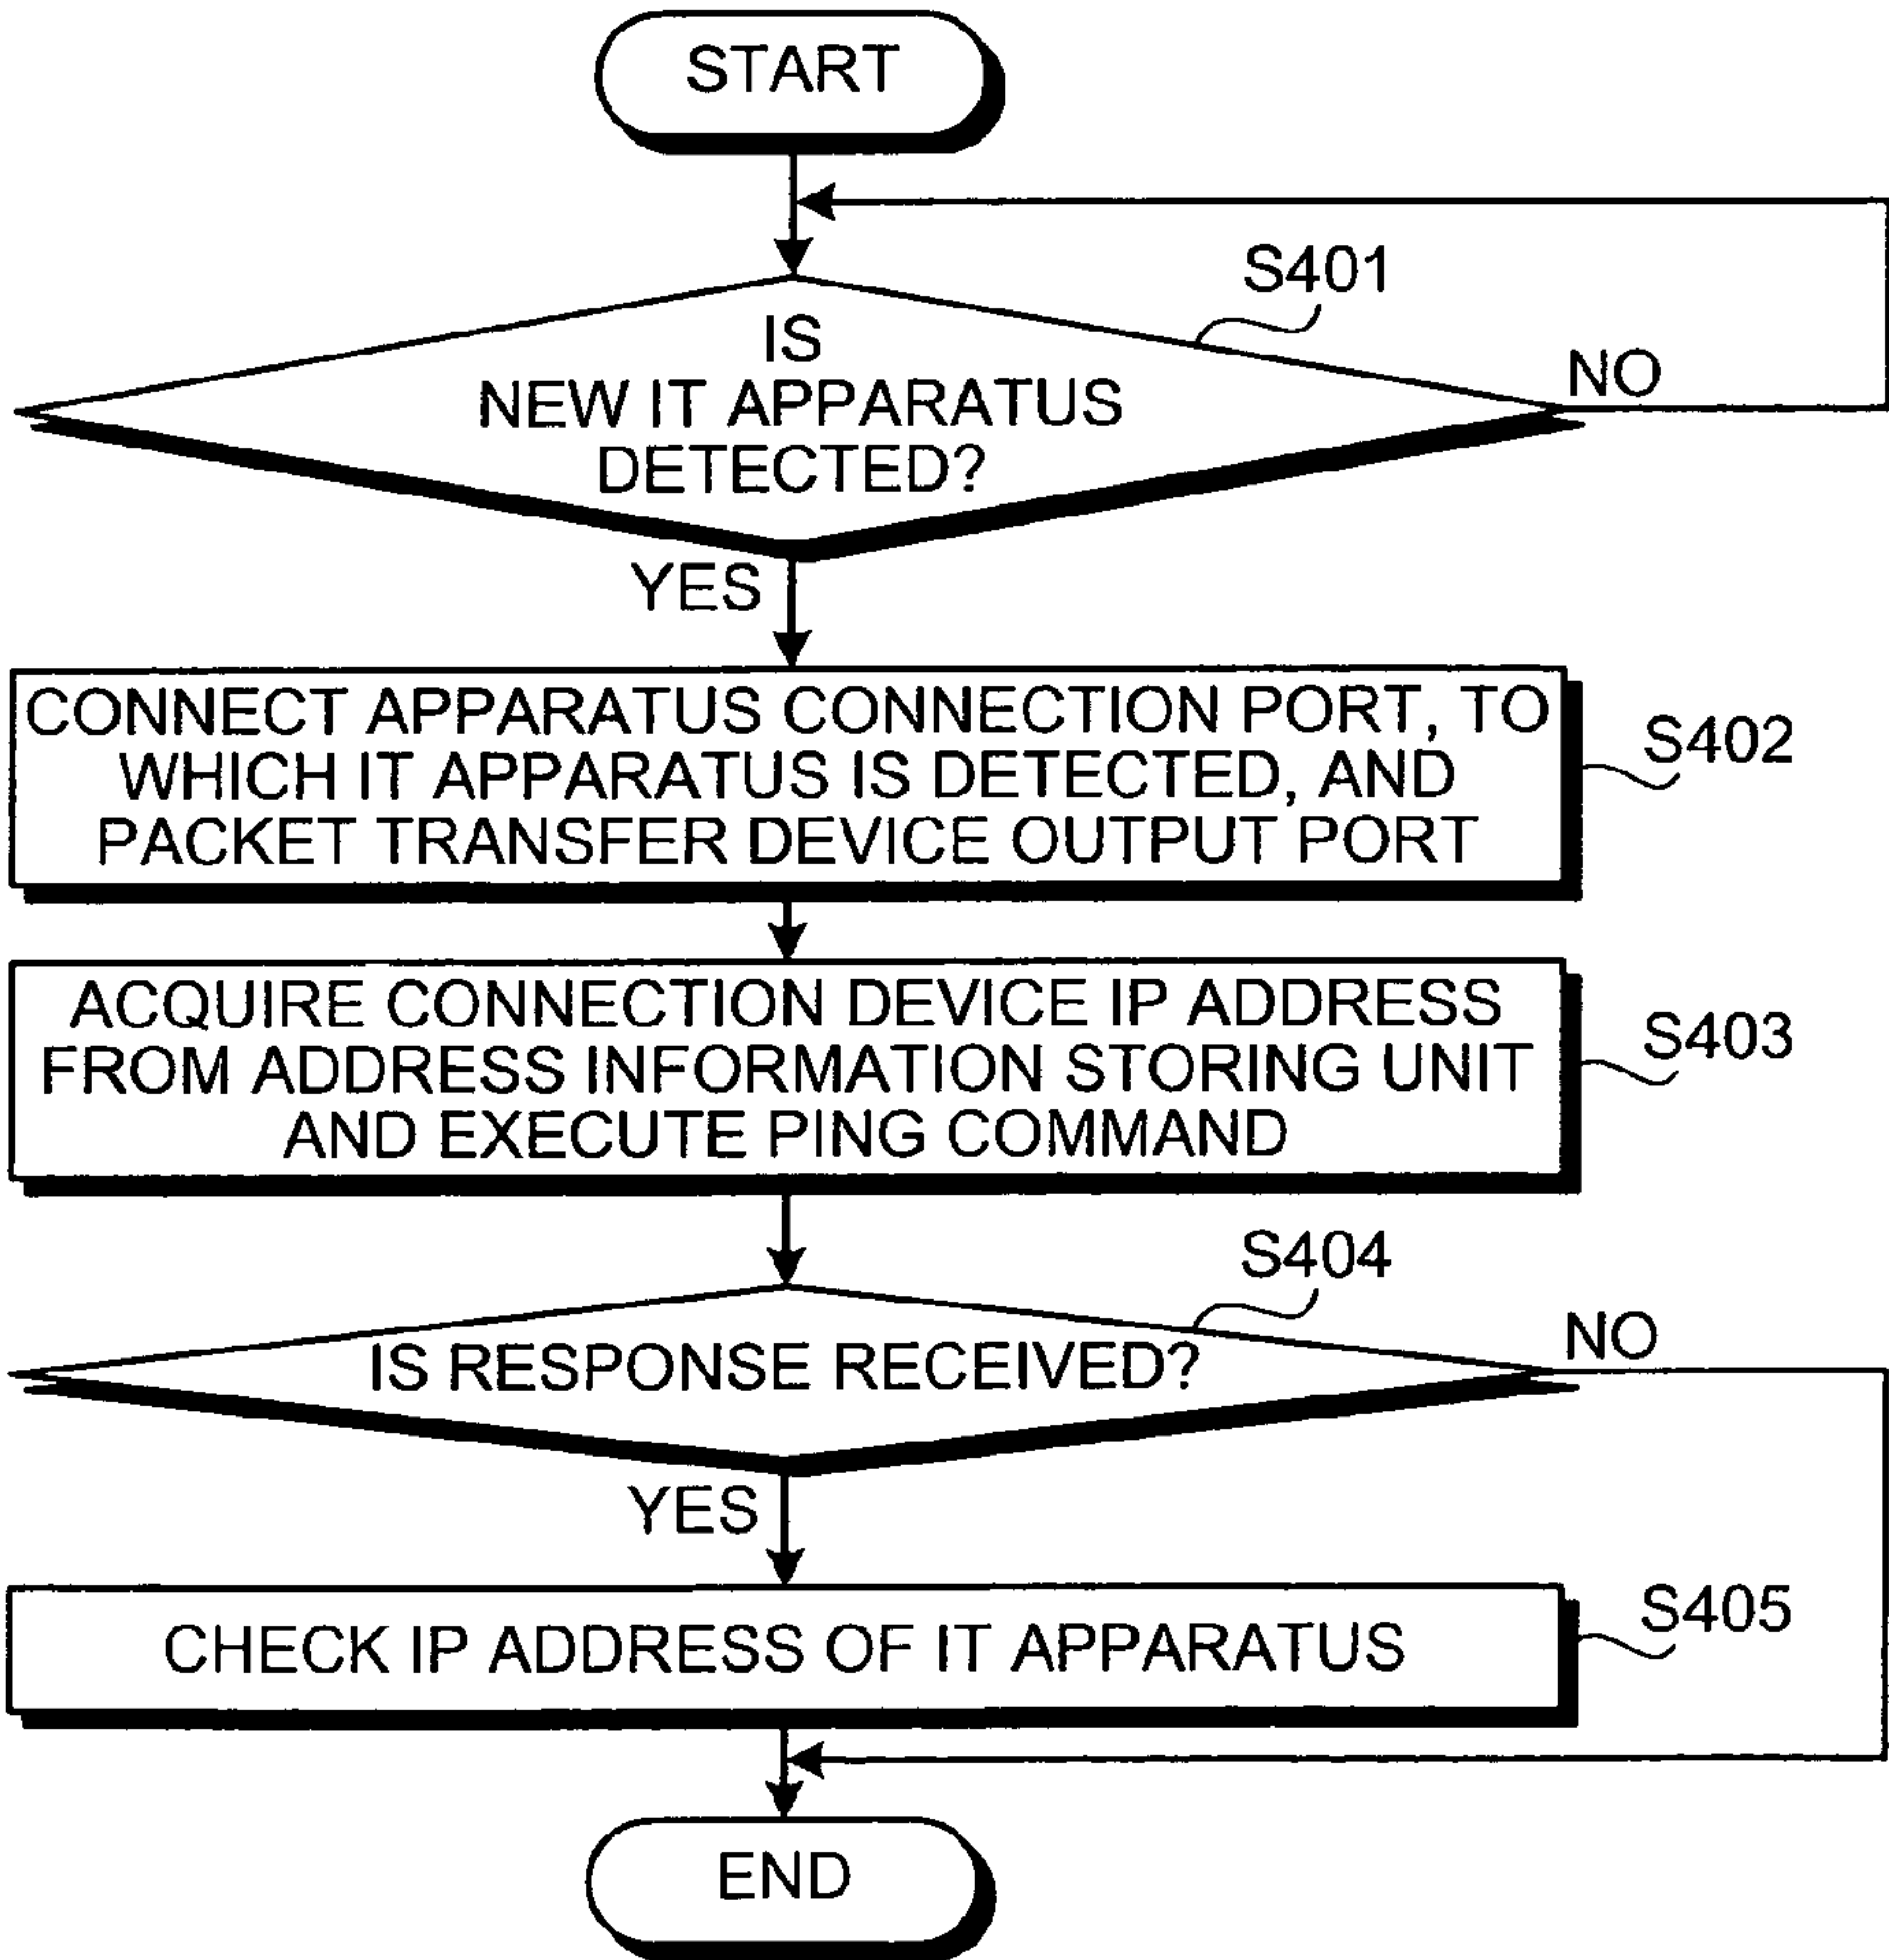 START
S401
IS
NEW IT APPARATUS
DETECTED?
NO
YES
CONNECT APPARATUS CONNECTION PORT, TO
WHICH IT APPARATUS IS DETECTED, AND
PACKET TRANSFER DEVICE OUTPUT PORT
S402
ACQUIRE CONNECTION DEVICE IP ADDRESS
FROM ADDRESS INFORMATION STORING UNIT
AND EXECUTE PING COMMAND
S403
S404
IS RESPONSE RECEIVED?
NO
YES
CHECK IP ADDRESS OF IT APPARATUS
S405
END